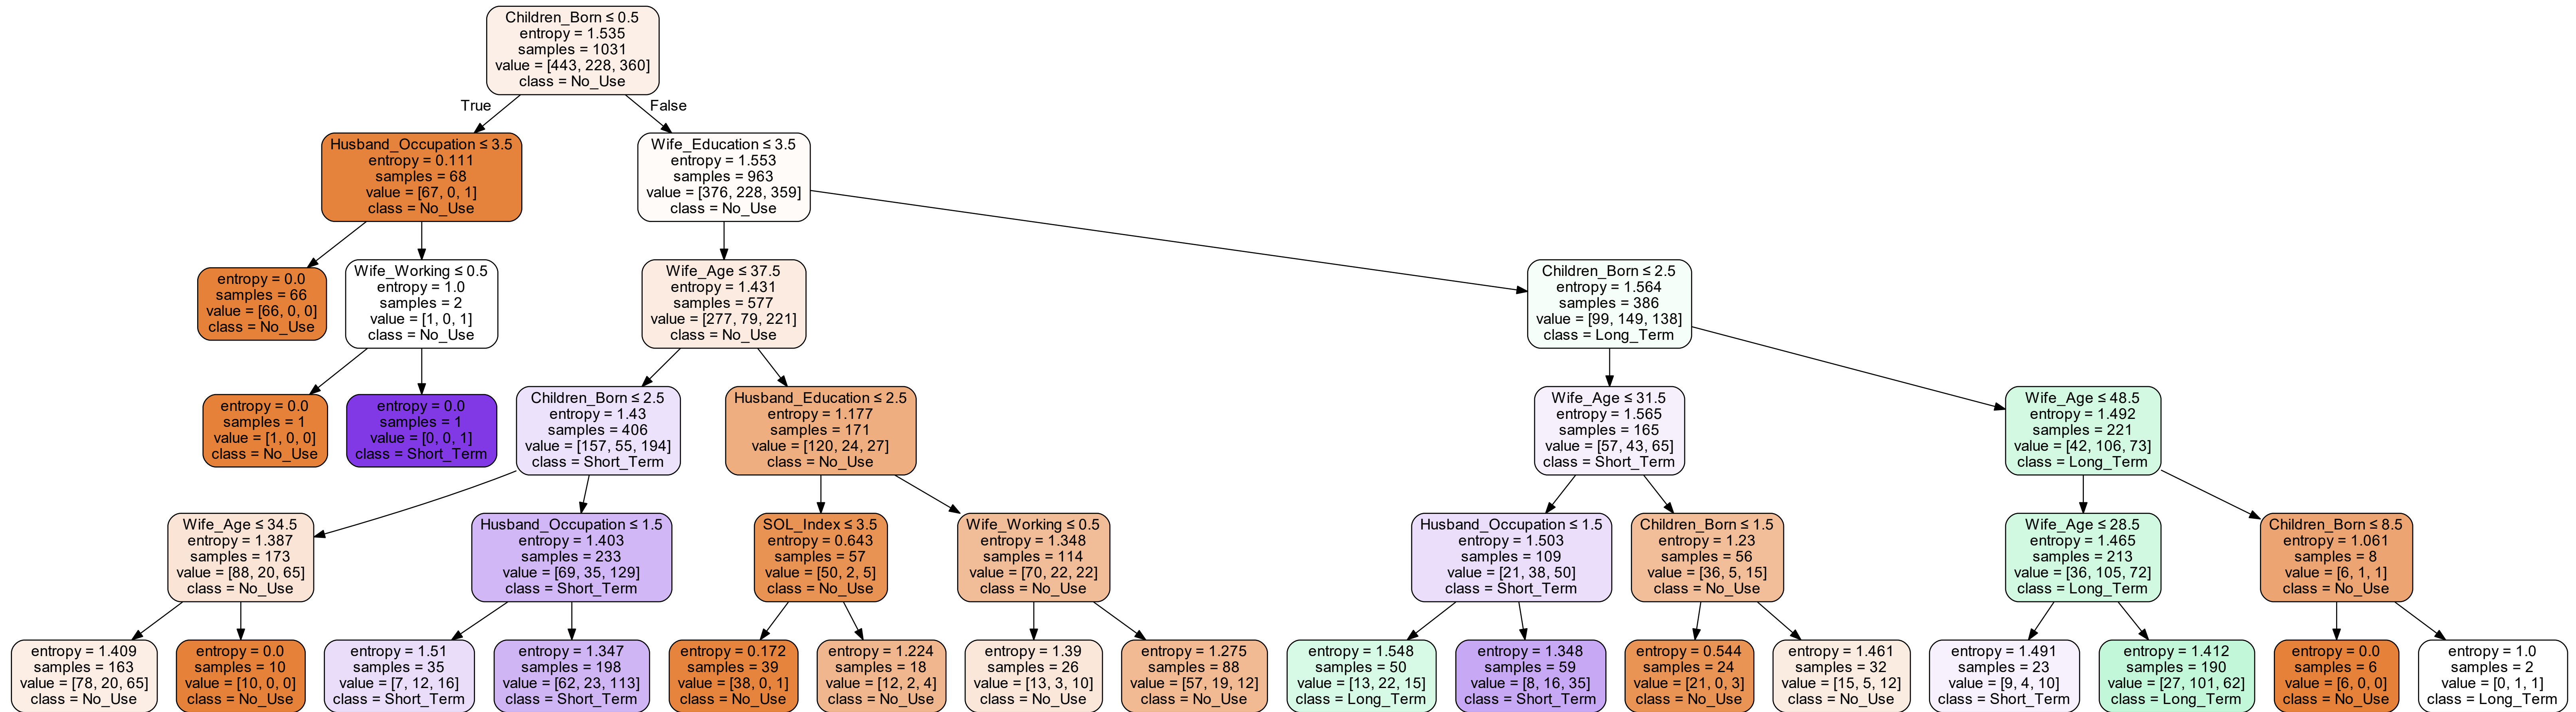 Children_Born ≤ 0.5
entropy = 1.535
samples = 1031
value = [443, 228, 360]
class = No_Use
True
False
Husband_Occupation ≤ 3.5
entropy = 0.111
samples = 68
value = [67, 0, 1]
class = No_Use
Wife_Education ≤ 3.5
entropy = 1.553
samples = 963
value = [376, 228, 359]
class = No_Use
entropy = 0.0
samples = 66
value = [66, 0, 0]
class = No_Use
Wife_Working ≤ 0.5
entropy = 1.0
samples = 2
value = [1, 0, 1]
class = No_Use
Wife_Age ≤ 37.5
entropy = 1.431
samples = 577
value = [277, 79, 221]
class = No_Use
Children_Born ≤ 2.5
entropy = 1.564
samples = 386
value = [99, 149, 138]
class = Long_Term
entropy = 0.0
samples = 1
value = [1, 0, 0]
class = No_Use
entropy = 0.0
samples = 1
value = [0, 0, 1]
class = Short_Term
Children_Born ≤ 2.5
entropy = 1.43
samples = 406
value = [157, 55, 194]
class = Short_Term
Husband_Education ≤ 2.5
entropy = 1.177
samples = 171
value = [120, 24, 27]
class = No_Use
Wife_Age ≤ 31.5
entropy = 1.565
samples = 165
value = [57, 43, 65]
class = Short_Term
Wife_Age ≤ 48.5
entropy = 1.492
samples = 221
value = [42, 106, 73]
class = Long_Term
Wife_Age ≤ 34.5
entropy = 1.387
samples = 173
value = [88, 20, 65]
class = No_Use
Husband_Occupation ≤ 1.5
entropy = 1.403
samples = 233
value = [69, 35, 129]
class = Short_Term
SOL_Index ≤ 3.5
entropy = 0.643
samples = 57
value = [50, 2, 5]
class = No_Use
Wife_Working ≤ 0.5
entropy = 1.348
samples = 114
value = [70, 22, 22]
class = No_Use
Husband_Occupation ≤ 1.5
entropy = 1.503
samples = 109
value = [21, 38, 50]
class = Short_Term
Children_Born ≤ 1.5
entropy = 1.23
samples = 56
value = [36, 5, 15]
class = No_Use
Wife_Age ≤ 28.5
entropy = 1.465
samples = 213
value = [36, 105, 72]
class = Long_Term
Children_Born ≤ 8.5
entropy = 1.061
samples = 8
value = [6, 1, 1]
class = No_Use
entropy = 1.409
samples = 163
value = [78, 20, 65]
class = No_Use
entropy = 0.0
samples = 10
value = [10, 0, 0]
class = No_Use
entropy = 1.51
samples = 35
value = [7, 12, 16]
class = Short_Term
entropy = 1.347
samples = 198
value = [62, 23, 113]
class = Short_Term
entropy = 0.172
samples = 39
value = [38, 0, 1]
class = No_Use
entropy = 1.224
samples = 18
value = [12, 2, 4]
class = No_Use
entropy = 1.39
samples = 26
value = [13, 3, 10]
class = No_Use
entropy = 1.275
samples = 88
value = [57, 19, 12]
class = No_Use
entropy = 1.548
samples = 50
value = [13, 22, 15]
class = Long_Term
entropy = 1.348
samples = 59
value = [8, 16, 35]
class = Short_Term
entropy = 0.544
samples = 24
value = [21, 0, 3]
class = No_Use
entropy = 1.461
samples = 32
value = [15, 5, 12]
class = No_Use
entropy = 1.491
samples = 23
value = [9, 4, 10]
class = Short_Term
entropy = 1.412
samples = 190
value = [27, 101, 62]
class = Long_Term
entropy = 0.0
samples = 6
value = [6, 0, 0]
class = No_Use
entropy = 1.0
samples = 2
value = [0, 1, 1]
class = Long_Term